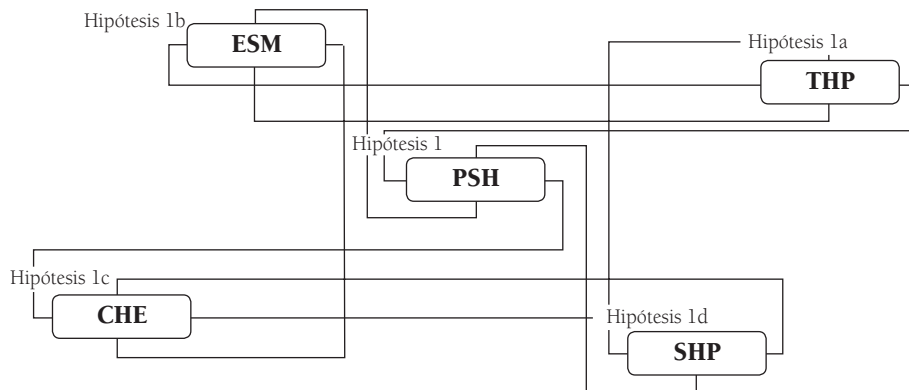 Hipótesis 1b
ESM
Hipótesis 1a
THP
Hipótesis 1
PSH
Hipótesis 1c
CHE
Hipótesis 1d
SHP